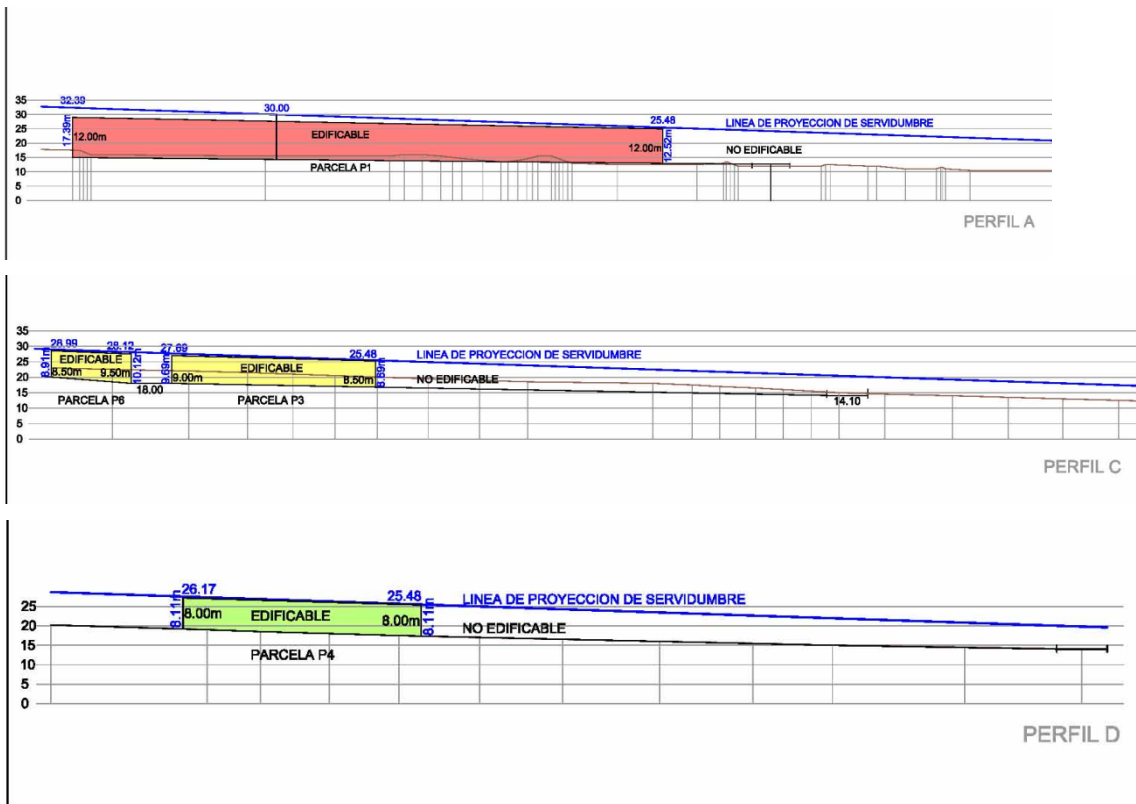 35
30
25
20
15
10
5
0
32.39
17.39m
12.00m
30.00
EDIFICABLE
PARCELA P1
25.48
12.00m
12.52m
LINEA DE PROYECCION DE SERVIDUMBRE
NO EDIFICABLE
PERFIL A
35
30
25
20
15
10
5
0
28.99
28.12
8.91m
EDIFICABLE
8.50m
9.50m
10.12m
18.00
PARCELA P6
27.69
9.69m
9.00m
EDIFICABLE
PARCELA P3
25.48
8.50m
8.69m
LINEA DE PROYECCION DE SERVIDUMBRE
NO EDIFICABLE
14.10
PERFIL C
25
20
15
10
5
0
26.17
8.11m
8.00m
EDIFICABLE
PARCELA P4
25.48
8.00m
8.11m
LINEA DE PROYECCION DE SERVIDUMBRE
NO EDIFICABLE
PERFIL D